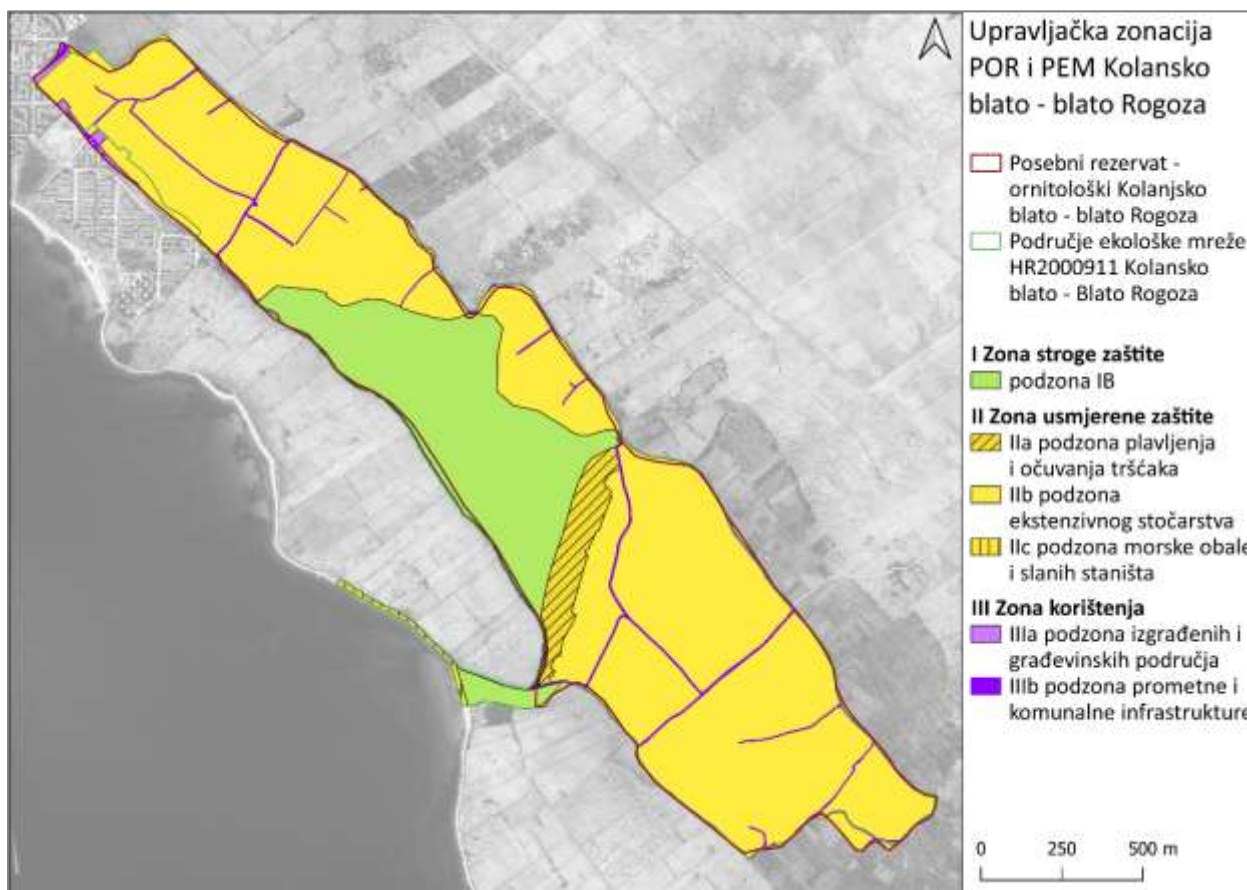 Upravljačka zonacija
POR i PEM Kolansko
blato - blato Rogoza
Posebni rezervat -
ornitološki Kolanjsko
blato - blato Rogoza
Područje ekološke mreže
HR2000911 Kolansko
blato - Blato Rogoza
I Zona stroge zaštite
podzona IB
II Zona usmjerene zaštite
IIa podzona plavljenja
i očuvanja tršćaka
IIb podzona
ekstenzivnog stočarstva
IIc podzona morske obale
i slanih staništa
III Zona korištenja
IIIa podzona izgrađenih i
građevinskih područja
IIIb podzona prometne i
komunalne infrastrukture
0 250 500 m